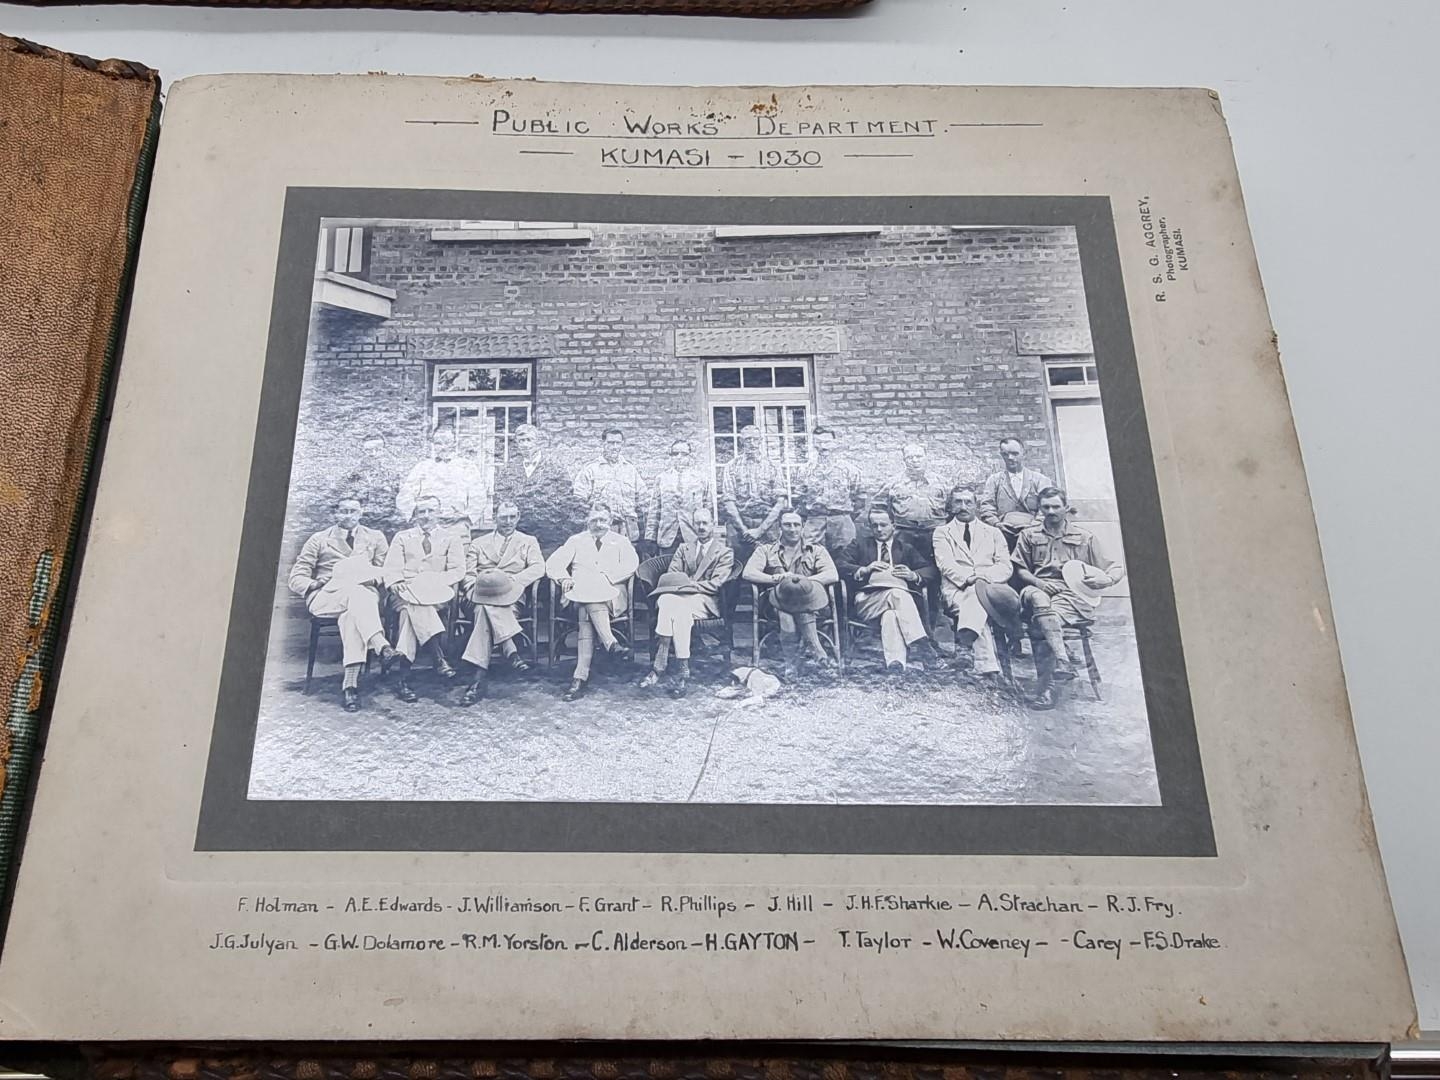 PUBLIC WORKS DEPARTMENT.
KUMASI - 1930
R. S. G. AGGREY,
Photographer,
KUMASI.
F. Holman - A.E. Edwards - J. Williamson - F. Grant - R. Phillips - J. Hill - J.H.F. Sharkie - A. Strachan - R.J. Fry.
J.G. Julyan - G.W. Dolamore - R.M. Yorston - C. Alderson - H. GAYTON - T. Taylor - W. Coveney - - Carey - F.S. Drake.